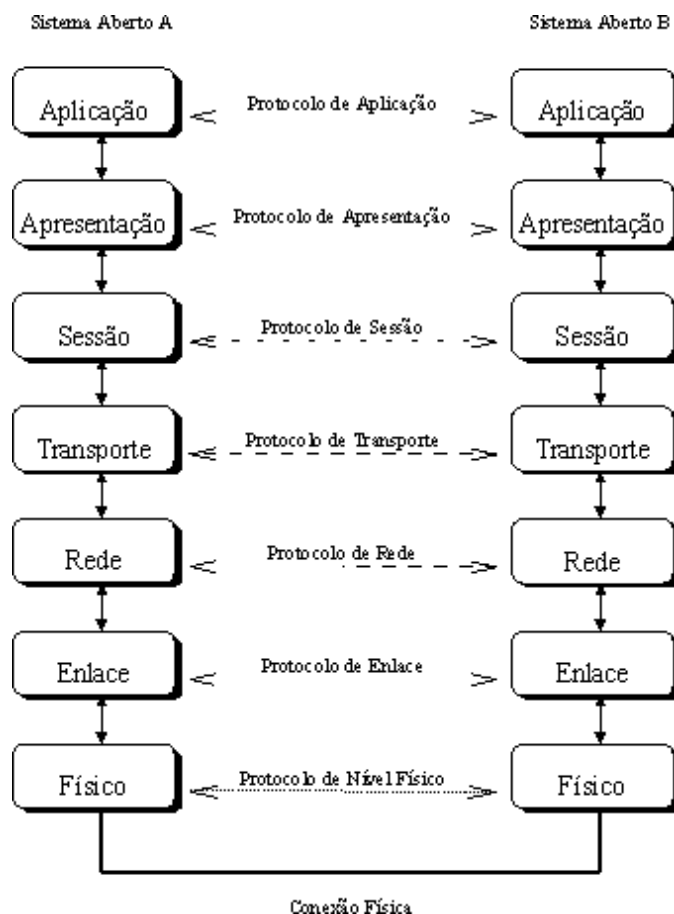 Sistema Aberto A
Sistema Aberto B
Aplicação
Protocolo de Aplicação
Aplicação
Apresentação
Protocolo de Apresentação
Apresentação
Sessão
Protocolo de Sessão
Sessão
Transporte
Protocolo de Transporte
Transporte
Rede
Protocolo de Rede
Rede
Enlace
Protocolo de Enlace
Enlace
Físico
Protocolo de Nível Físico
Físico
Conexão Física